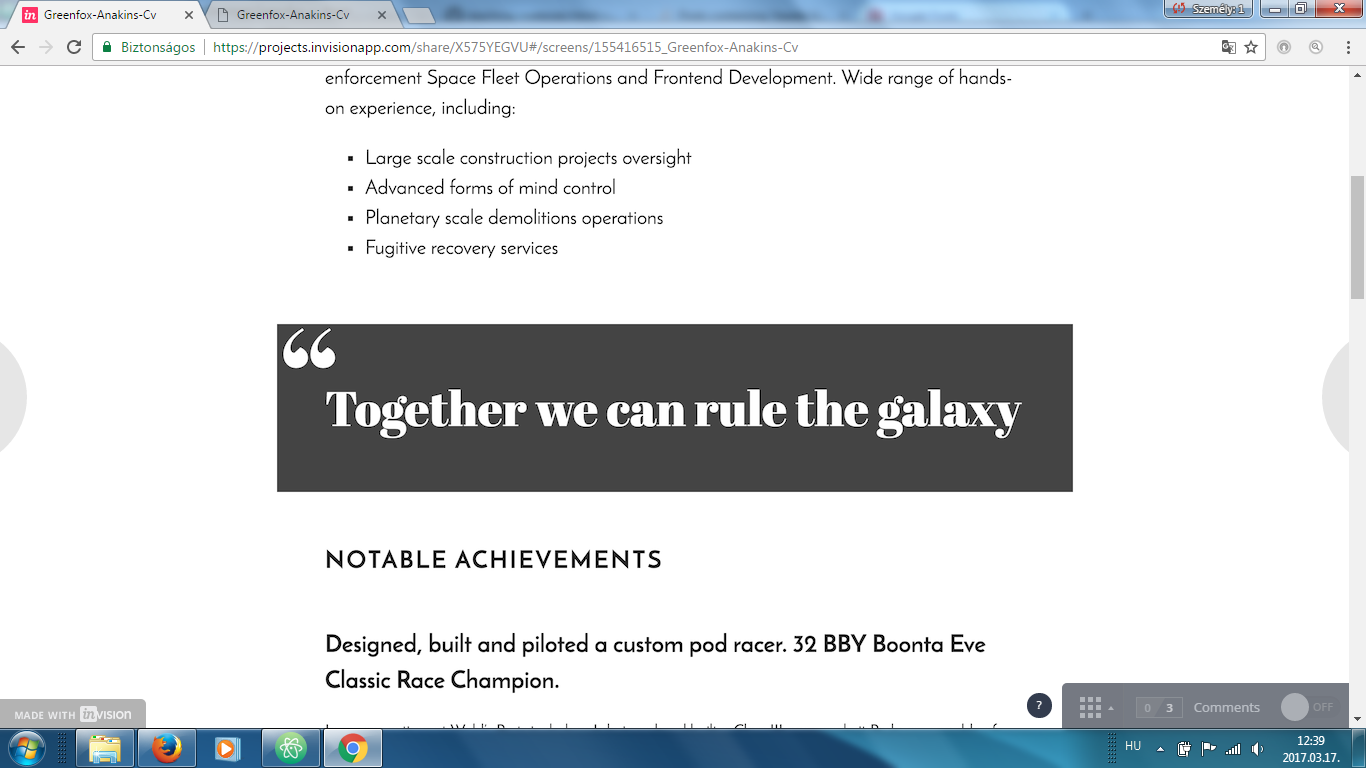 Greenfox-Anakins-Cv
Greenfox-Anakins-Cv
Személy: 1
Biztonságos
https://projects.invisionapp.com/share/X575YEGVU#/screens/155416515_Greenfox-Anakins-Cv
enforcement Space Fleet Operations and Frontend Development. Wide range of hands-
on experience, including:
▪ Large scale construction projects oversight
▪ Advanced forms of mind control
▪ Planetary scale demolitions operations
▪ Fugitive recovery services
“
Together we can rule the galaxy
NOTABLE ACHIEVEMENTS
Designed, built and piloted a custom pod racer. 32 BBY Boonta Eve
Classic Race Champion.
MADE WITH inVISION
?
0 / 3 Comments OFF
HU
12:39
2017.03.17.